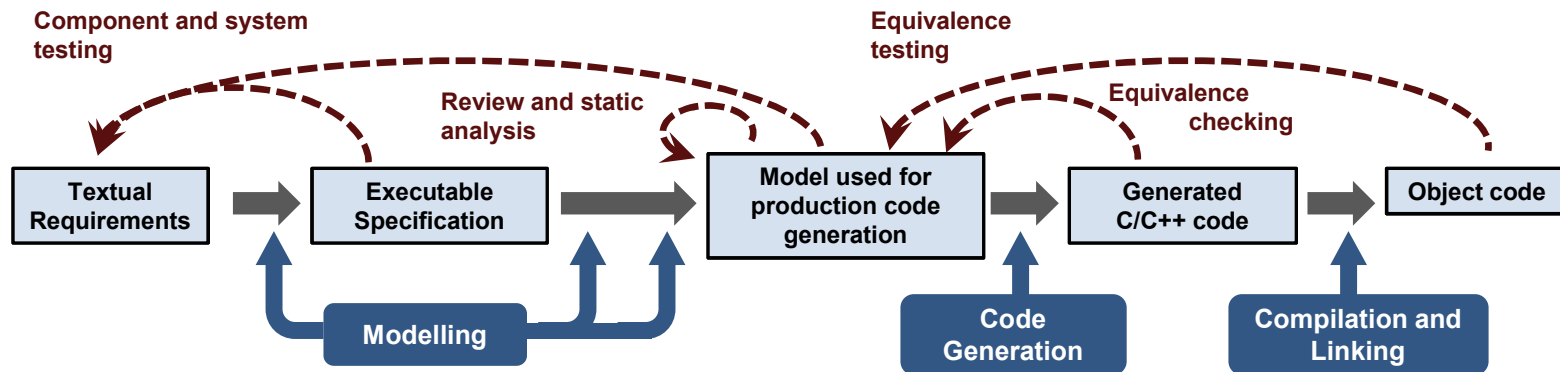 Component and system
testing
Equivalence
testing
Review and static
analysis
Equivalence
checking
Textual
Requirements
Executable
Specification
Model used for
production code
generation
Generated
C/C++ code
Object code
Modelling
Code
Generation
Compilation and
Linking